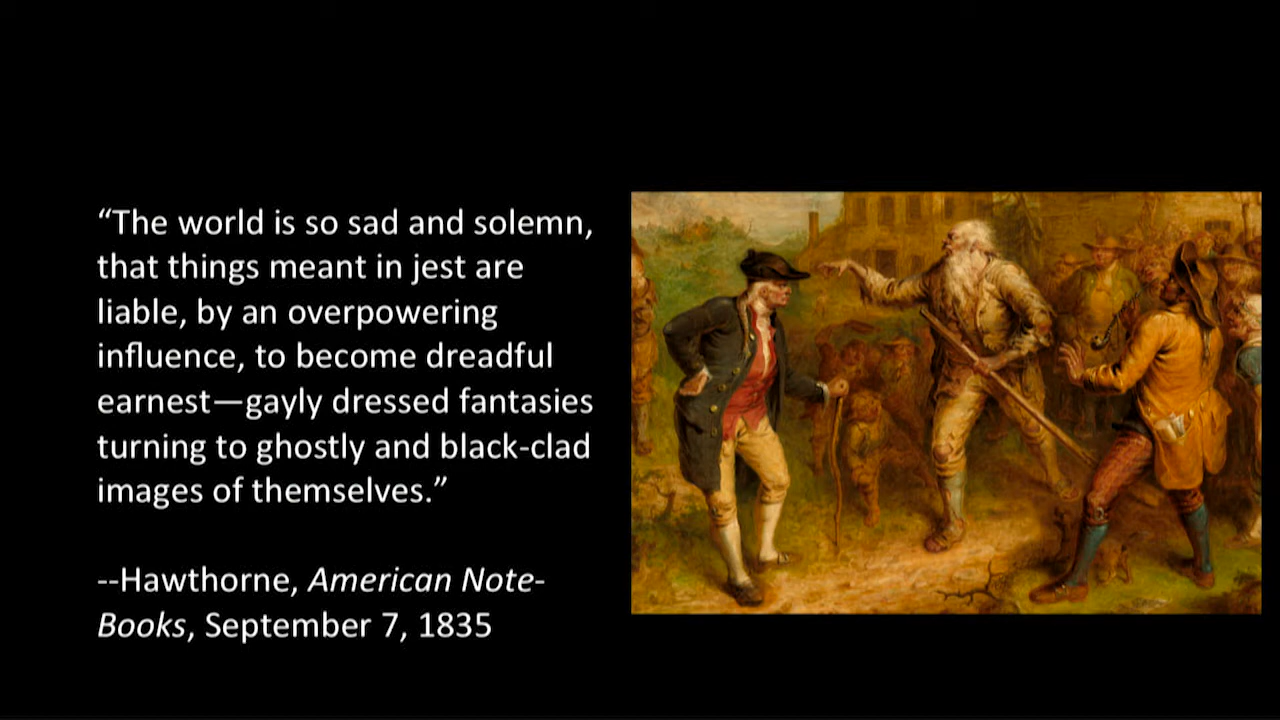 “The world is so sad and solemn,
that things meant in jest are
liable, by an overpowering
influence, to become dreadful
earnest—gayly dressed fantasies
turning to ghostly and black-clad
images of themselves.”
--Hawthorne, American Note-
Books, September 7, 1835